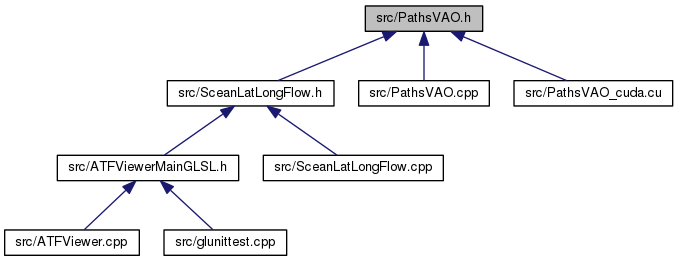 src/PathsVAO.h
src/SceanLatLongFlow.h
src/PathsVAO.cpp
src/PathsVAO_cuda.cu
src/ATFViewerMainGLSL.h
src/SceanLatLongFlow.cpp
src/ATFViewer.cpp
src/glunittest.cpp